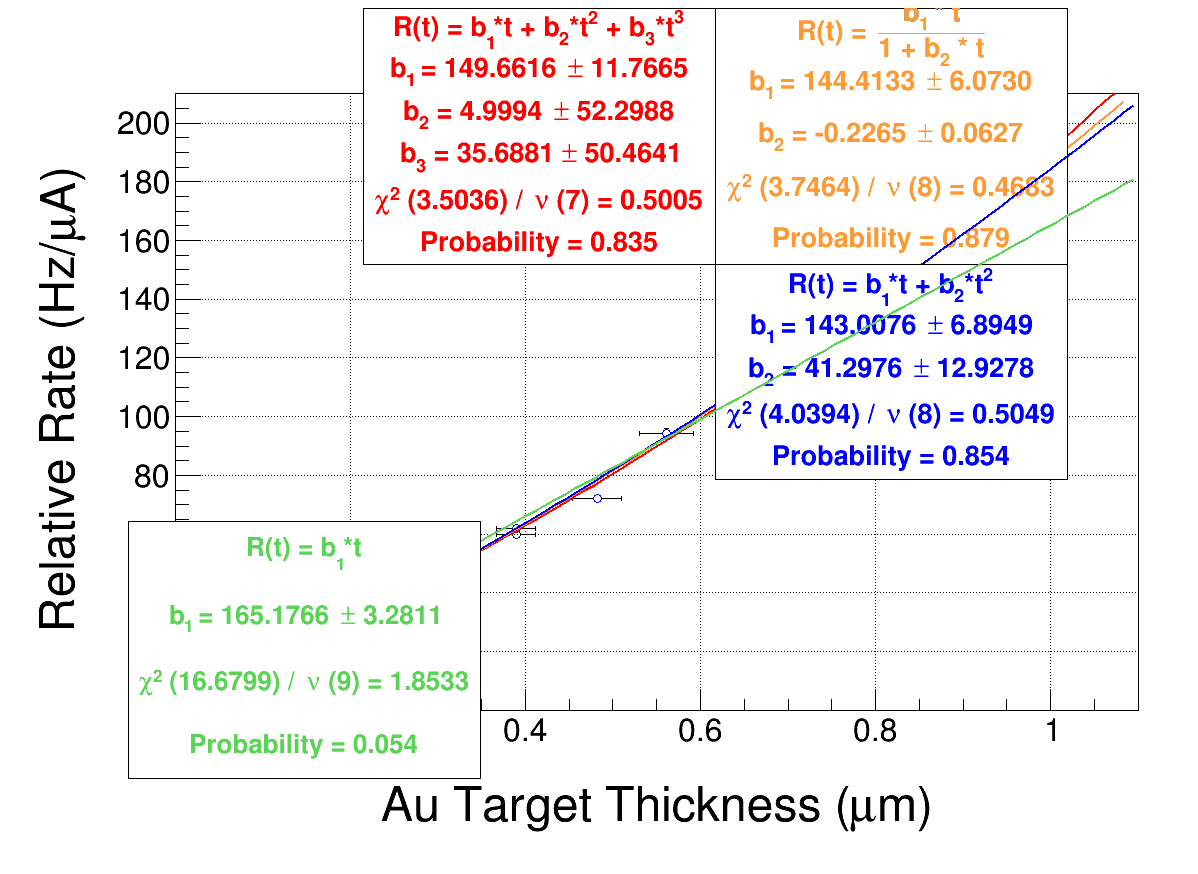 R(t) = b₁*t + b₂*t² + b₃*t³
b₁ = 149.6616 ± 11.7665
b₂ = 4.9994 ± 52.2988
b₃ = 35.6881 ± 50.4641
χ² (3.5036) / ν (7) = 0.5005
Probability = 0.835
b₁ * t
R(t) =
1 + b₂ * t
b₁ = 144.4133 ± 6.0730
b₂ = -0.2265 ± 0.0627
χ² (3.7464) / ν (8) = 0.4683
Probability = 0.879
R(t) = b₁*t + b₂*t²
b₁ = 143.0076 ± 6.8949
b₂ = 41.2976 ± 12.9278
χ² (4.0394) / ν (8) = 0.5049
Probability = 0.854
R(t) = b₁*t
b₁ = 165.1766 ± 3.2811
χ² (16.6799) / ν (9) = 1.8533
Probability = 0.054
200
180
160
140
120
100
80
Relative Rate (Hz/μA)
0.4 0.6 0.8 1
Au Target Thickness (μm)